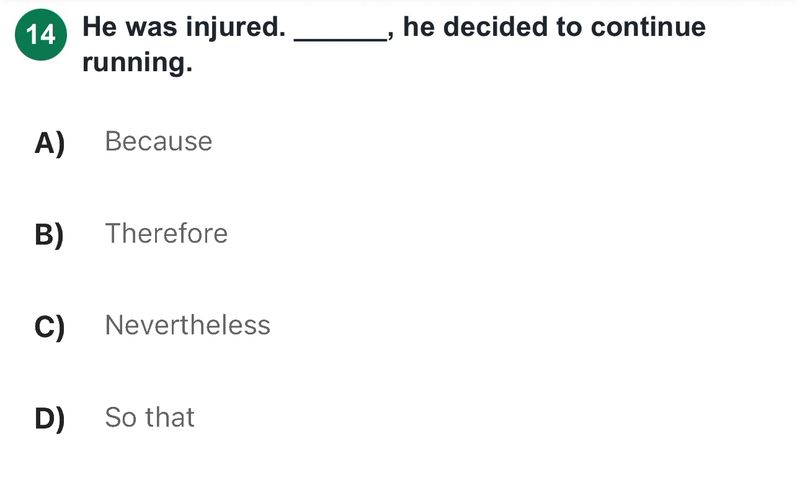 14 He was injured. ______, he decided to continue
running.
A) Because
B) Therefore
C) Nevertheless
D) So that